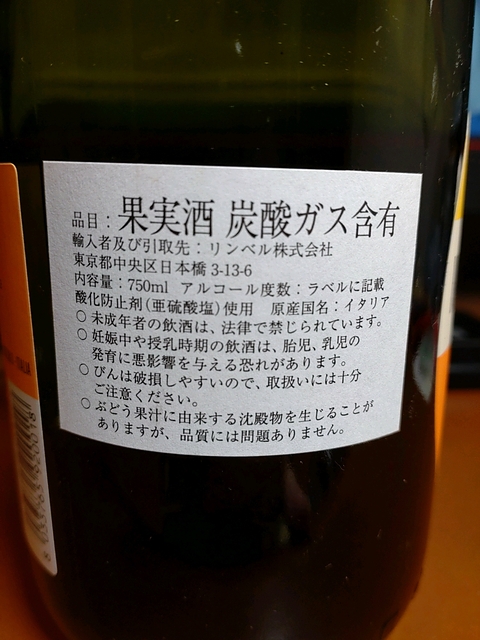 品目：果実酒 炭酸ガス含有
輸入者及び引取先：リンベル株式会社
東京都中央区日本橋 3-13-6
内容量：750ml アルコール度数：ラベルに記載
酸化防止剤(亜硫酸塩)使用 原産国名：イタリア
○ 未成年者の飲酒は、法律で禁じられています。
○ 妊娠中や授乳時期の飲酒は、胎児、乳児の
発育に悪影響を与える恐れがあります。
○ びんは破損しやすいので、取扱いには十分
ご注意ください。
○ ぶどう果汁に由来する沈殿物を生じることが
ありますが、品質には問題ありません。